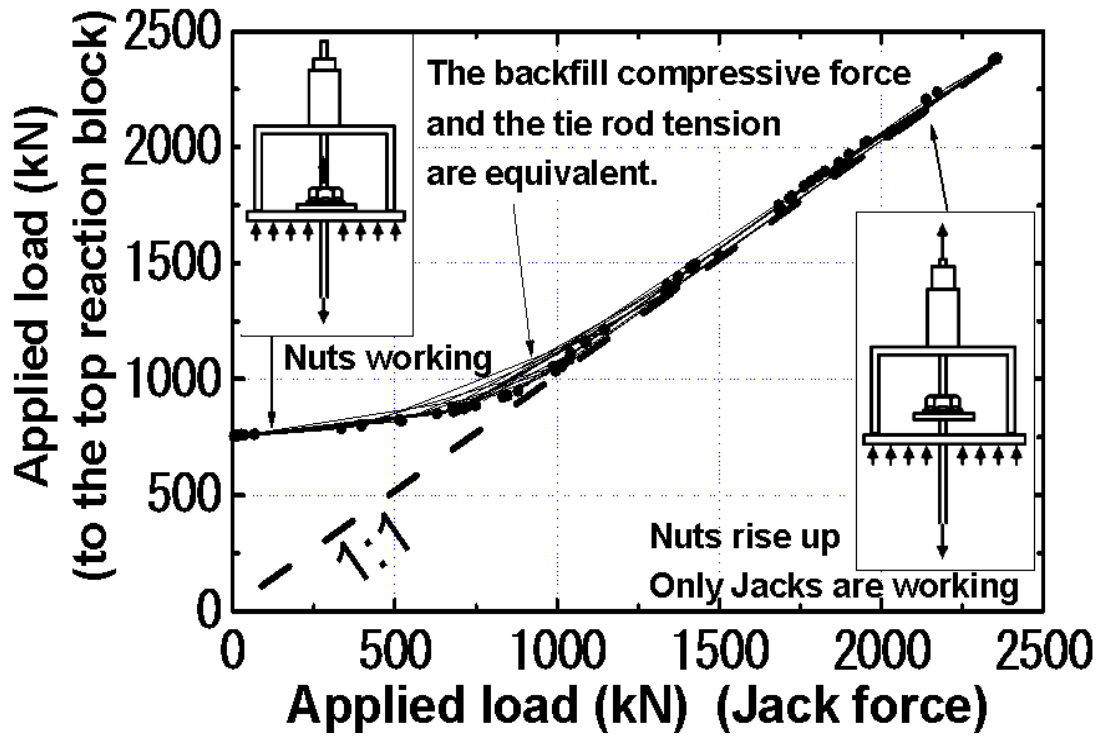 Applied load (kN)
(to the top reaction block)
2500
2000
1500
1000
500
0
The backfill compressive force
and the tie rod tension
are equivalent.
Nuts working
1:1
Nuts rise up
Only Jacks are working
0 500 1000 1500 2000 2500
Applied load (kN) (Jack force)